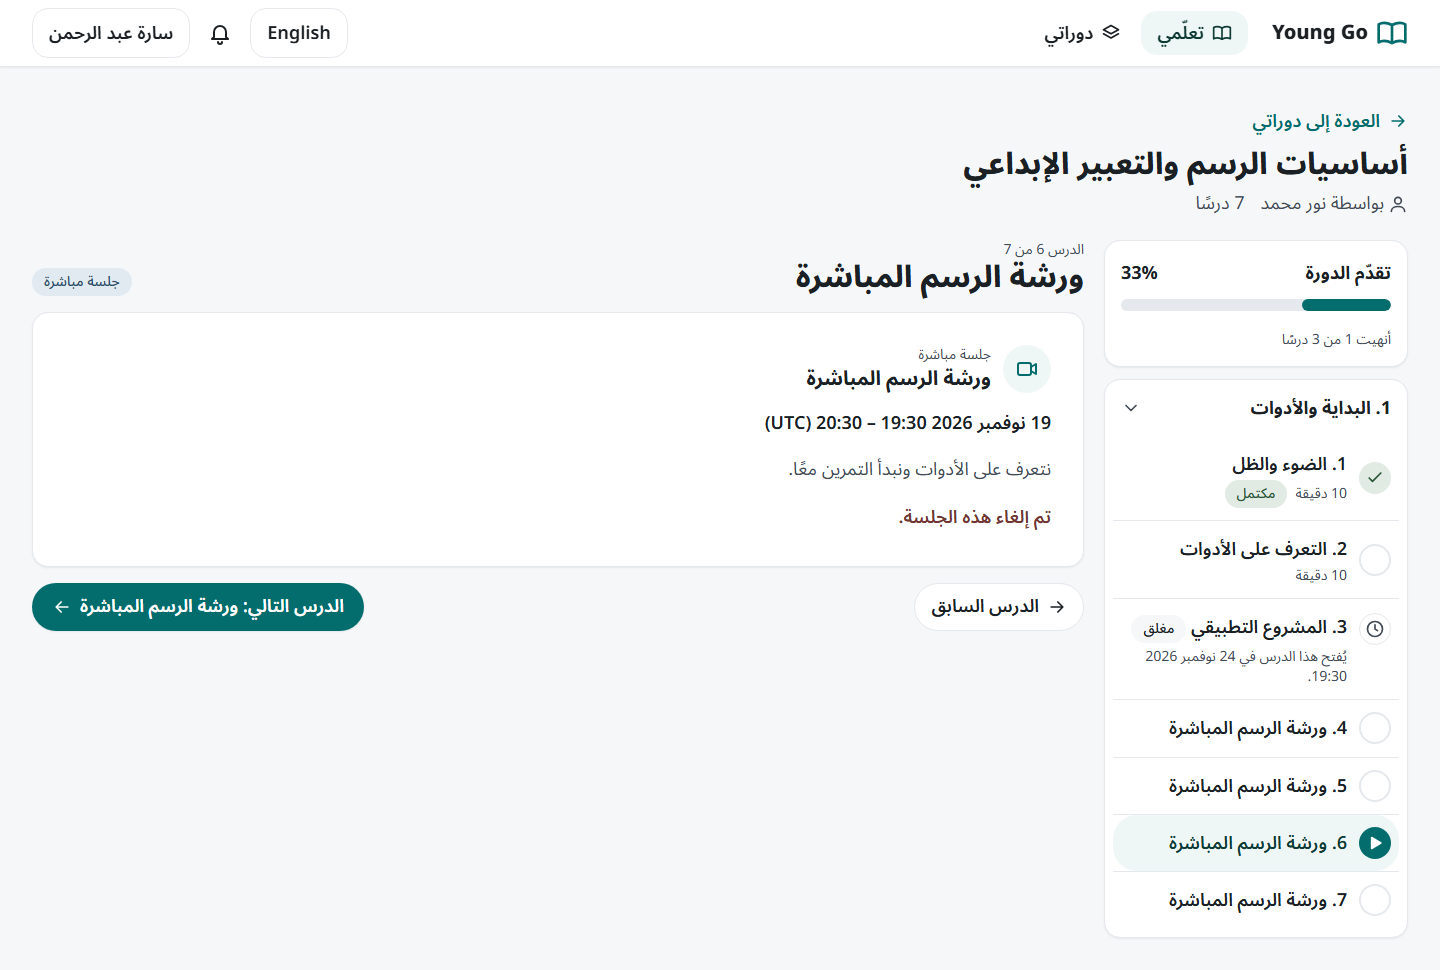 Young Go
تعلّمي
دوراتي
English
سارة عبد الرحمن
العودة إلى دوراتي
أساسيات الرسم والتعبير الإبداعي
بواسطة نور محمد 7 درسًا
تقدّم الدورة 33%
أنهيت 1 من 3 درسًا
1. البداية والأدوات
1. الضوء والظل
10 دقيقة مكتمل
2. التعرف على الأدوات
10 دقيقة
3. المشروع التطبيقي مغلق
يُفتح هذا الدرس في 24 نوفمبر 2026
19:30.
4. ورشة الرسم المباشرة
5. ورشة الرسم المباشرة
6. ورشة الرسم المباشرة
7. ورشة الرسم المباشرة
الدرس 6 من 7
ورشة الرسم المباشرة
جلسة مباشرة
جلسة مباشرة
ورشة الرسم المباشرة
19 نوفمبر 2026 19:30 – 20:30 (UTC)
نتعرف على الأدوات ونبدأ التمرين معًا.
تم إلغاء هذه الجلسة.
الدرس السابق
الدرس التالي: ورشة الرسم المباشرة